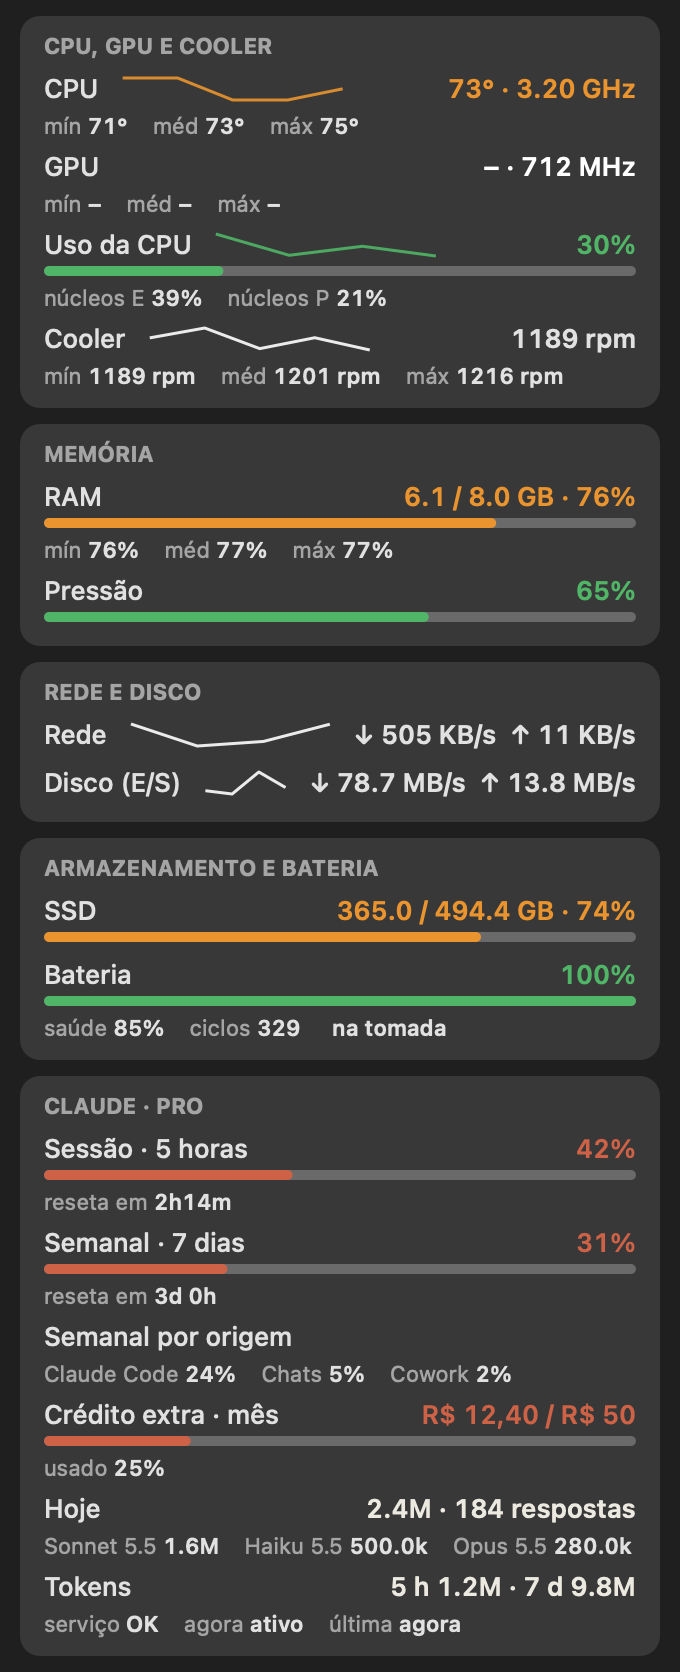 CPU, GPU E COOLER
CPU 73° · 3.20 GHz
mín 71° méd 73° máx 75°
GPU – · 712 MHz
mín – méd – máx –
Uso da CPU 30%
núcleos E 39% núcleos P 21%
Cooler 1189 rpm
mín 1189 rpm méd 1201 rpm máx 1216 rpm
MEMÓRIA
RAM 6.1 / 8.0 GB · 76%
mín 76% méd 77% máx 77%
Pressão 65%
REDE E DISCO
Rede ↓ 505 KB/s ↑ 11 KB/s
Disco (E/S) ↓ 78.7 MB/s ↑ 13.8 MB/s
ARMAZENAMENTO E BATERIA
SSD 365.0 / 494.4 GB · 74%
Bateria 100%
saúde 85% ciclos 329 na tomada
CLAUDE · PRO
Sessão · 5 horas 42%
reseta em 2h14m
Semanal · 7 dias 31%
reseta em 3d 0h
Semanal por origem
Claude Code 24% Chats 5% Cowork 2%
Crédito extra · mês R$ 12,40 / R$ 50
usado 25%
Hoje 2.4M · 184 respostas
Sonnet 5.5 1.6M Haiku 5.5 500.0k Opus 5.5 280.0k
Tokens 5 h 1.2M · 7 d 9.8M
serviço OK agora ativo última agora